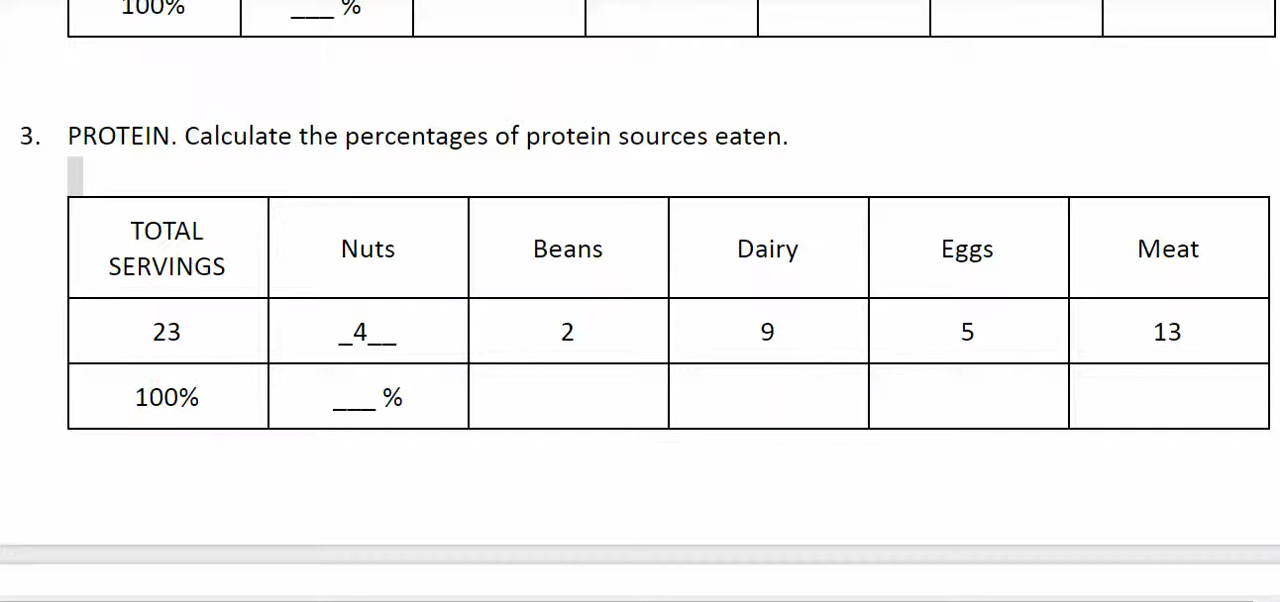 100% ___ %
3. PROTEIN. Calculate the percentages of protein sources eaten.
TOTAL SERVINGS Nuts Beans Dairy Eggs Meat
23 _4__ 2 9 5 13
100% ___ %